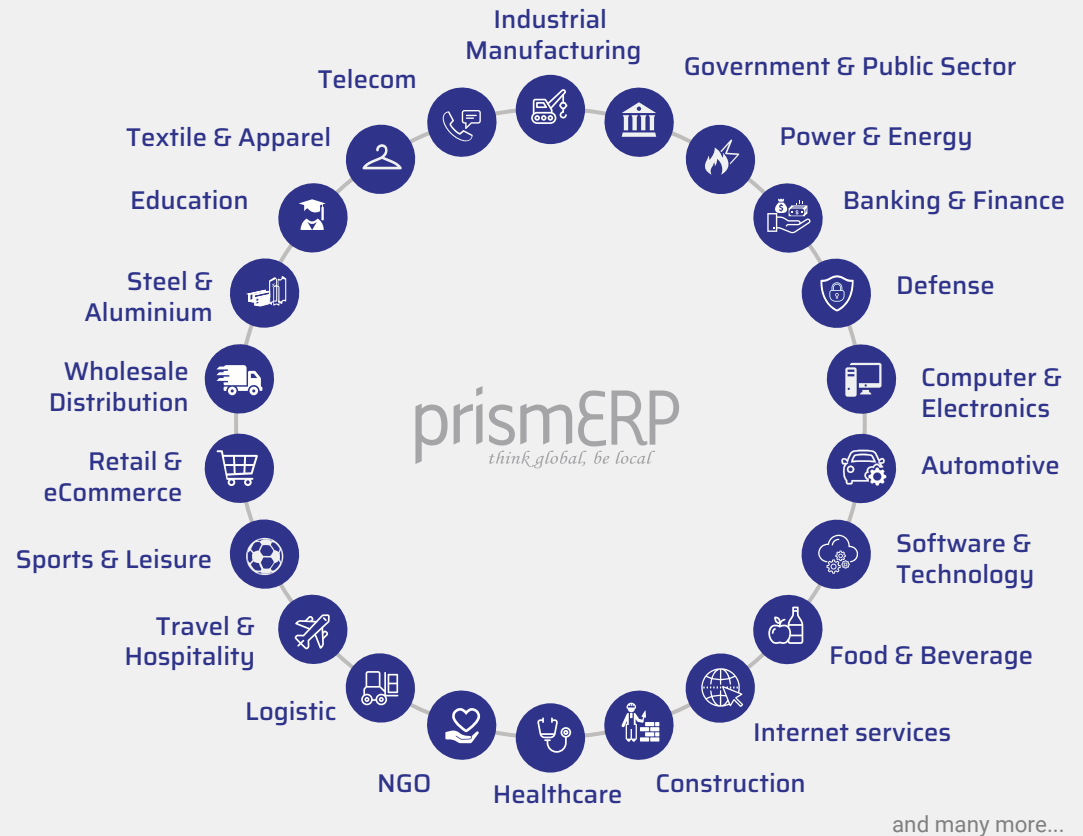 Industrial
Manufacturing
Government & Public Sector
Power & Energy
Banking & Finance
Defense
Computer &
Electronics
Automotive
Software &
Technology
Food & Beverage
Internet services
Construction
Healthcare
NGO
Logistic
Travel &
Hospitality
Sports & Leisure
Retail &
eCommerce
Wholesale
Distribution
Steel &
Aluminium
Education
Textile & Apparel
Telecom
prismERP
think global, be local
and many more...